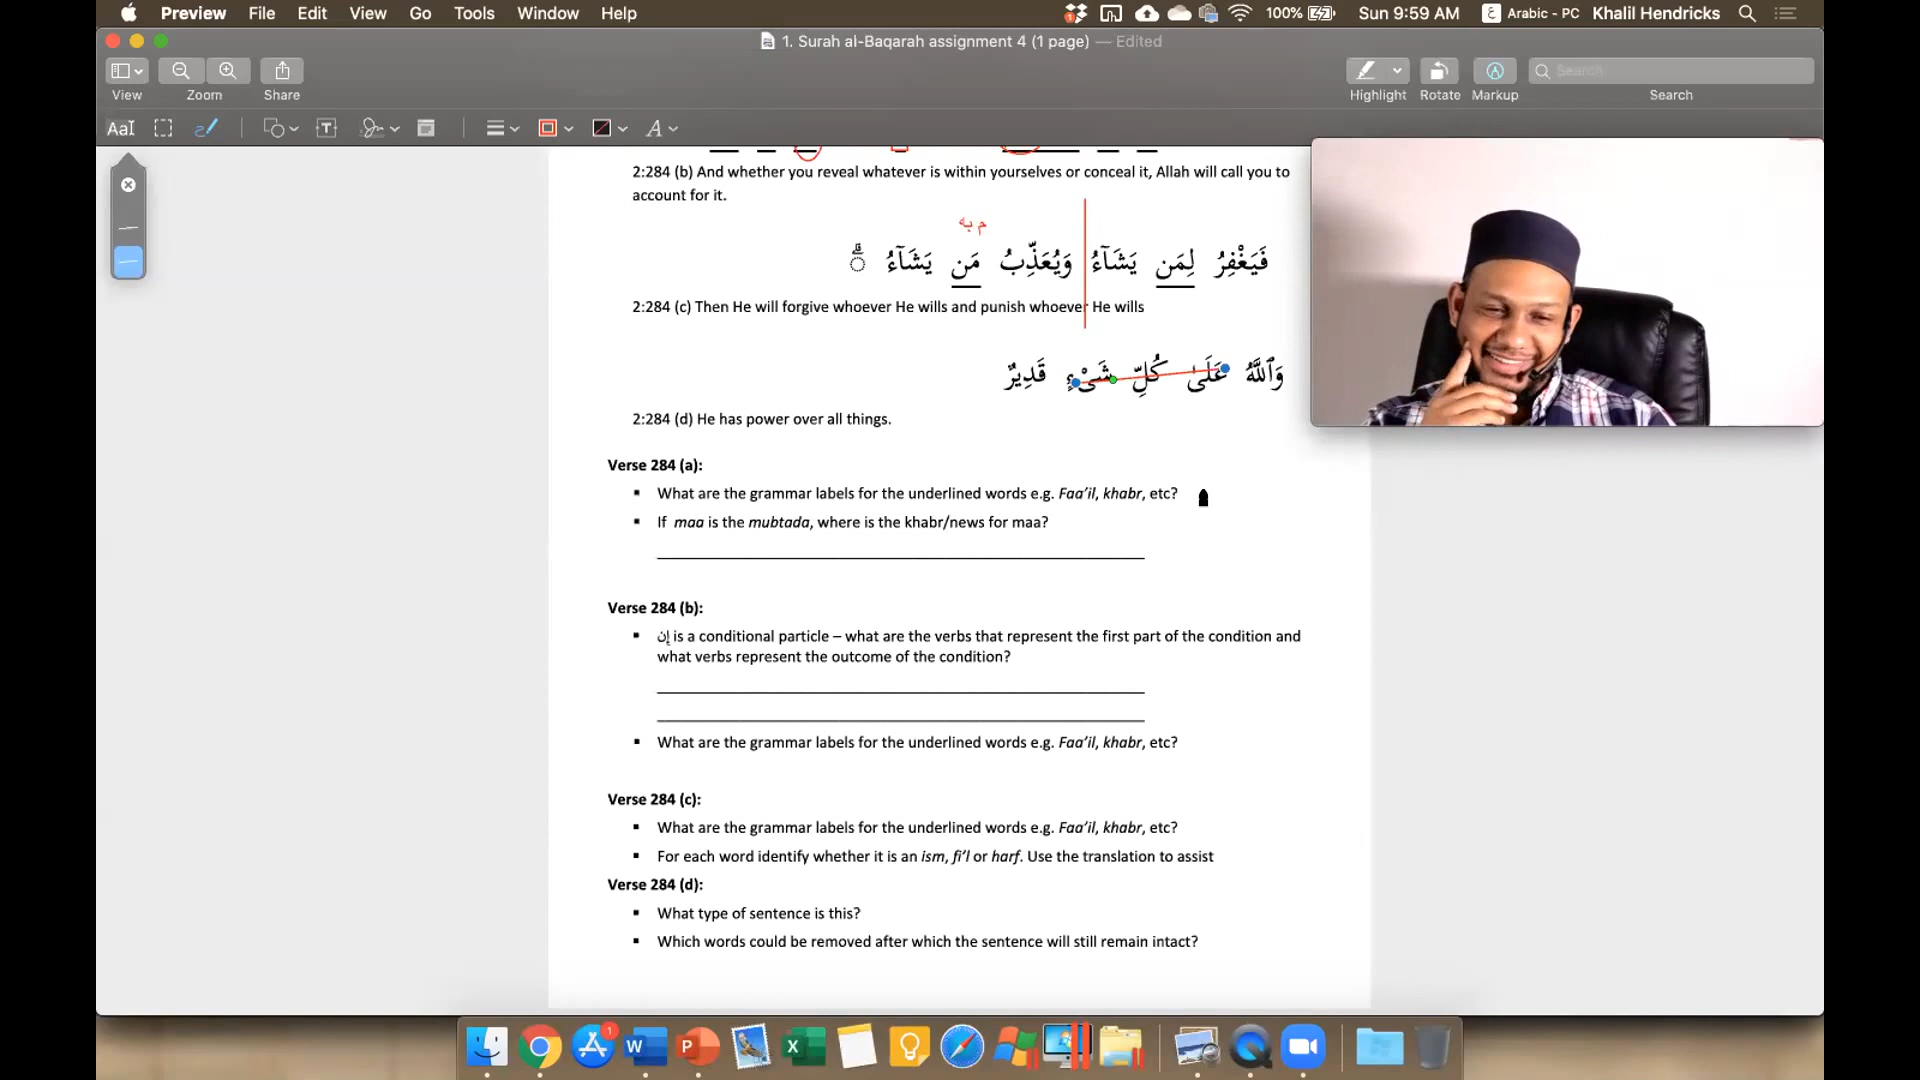 Preview File Edit View Go Tools Window Help 100% Sun 9:59 AM ع Arabic - PC Khalil Hendricks
1. Surah al-Baqarah assignment 4 (1 page) — Edited
Search
View Zoom Share Highlight Rotate Markup Search
AaI T A
2:284 (b) And whether you reveal whatever is within yourselves or conceal it, Allah will call you to
account for it.
م به
فَيَغْفِرُ لِمَن يَشَآءُ وَيُعَذِّبُ مَن يَشَآءُ ۗ
2:284 (c) Then He will forgive whoever He wills and punish whoever He wills
وَٱللَّهُ عَلَىٰ كُلِّ شَىْءٍ قَدِيرٌ
2:284 (d) He has power over all things.
Verse 284 (a):
▪ What are the grammar labels for the underlined words e.g. Faa’il, khabr, etc?
▪ If maa is the mubtada, where is the khabr/news for maa?
Verse 284 (b):
▪ إن is a conditional particle – what are the verbs that represent the first part of the condition and
what verbs represent the outcome of the condition?
▪ What are the grammar labels for the underlined words e.g. Faa’il, khabr, etc?
Verse 284 (c):
▪ What are the grammar labels for the underlined words e.g. Faa’il, khabr, etc?
▪ For each word identify whether it is an ism, fi’l or harf. Use the translation to assist
Verse 284 (d):
▪ What type of sentence is this?
▪ Which words could be removed after which the sentence will still remain intact?
1
W P X